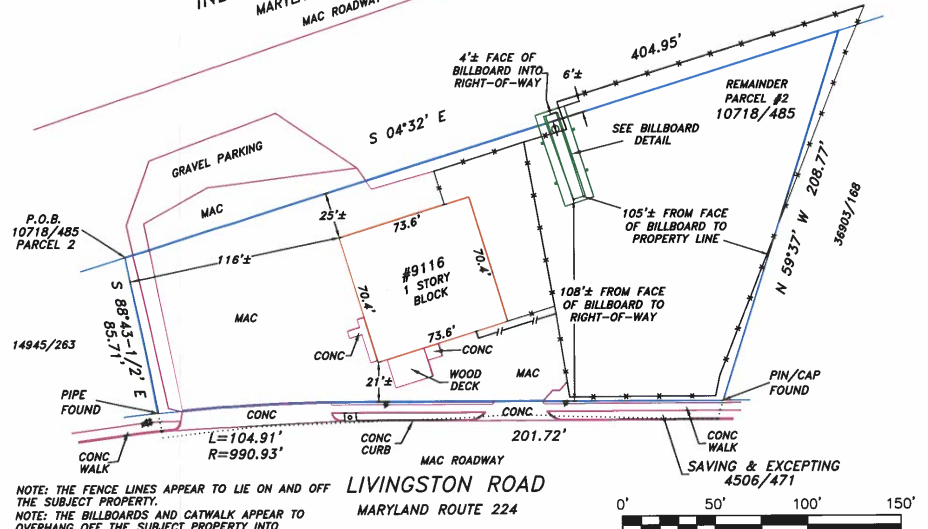 MAC ROADWAY
4'± FACE OF
BILLBOARD INTO
RIGHT-OF-WAY
6'±
404.95'
REMAINDER
PARCEL #2
10718/485
S 04°32' E
SEE BILLBOARD
DETAIL
GRAVEL PARKING
MAC
P.O.B.
10718/485
PARCEL 2
25'±
73.6'
105'± FROM FACE
OF BILLBOARD TO
PROPERTY LINE
N 59°37' W 208.77'
36903/168
116'±
#9116
1 STORY
BLOCK
70.4'
70.4'
S 88°43-1/2' E
85.71'
MAC
108'± FROM FACE
OF BILLBOARD TO
RIGHT-OF-WAY
73.6'
14945/263
CONC
CONC
WOOD
DECK
MAC
21'±
PIPE
FOUND
PIN/CAP
FOUND
CONC
CONC
L=104.91'
R=990.93'
CONC
CURB
201.72'
CONC
WALK
CONC
WALK
MAC ROADWAY
SAVING & EXCEPTING
4506/471
NOTE: THE FENCE LINES APPEAR TO LIE ON AND OFF
THE SUBJECT PROPERTY.
NOTE: THE BILLBOARDS AND CATWALK APPEAR TO
OVERHANG OFF THE SUBJECT PROPERTY INTO
LIVINGSTON ROAD
MARYLAND ROUTE 224
0' 50' 100' 150'